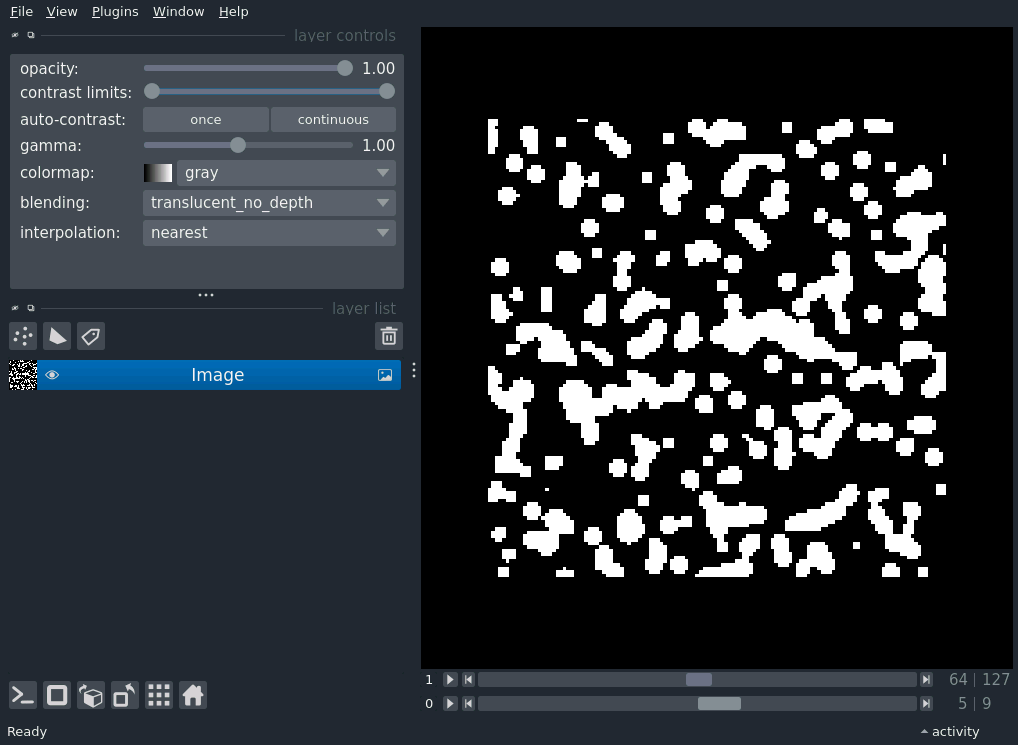 File View Plugins Window Help
layer controls
opacity: 1.00
contrast limits:
auto-contrast: once continuous
gamma: 1.00
colormap: gray
blending: translucent_no_depth
interpolation: nearest
layer list
Image
1 64 | 127
0 5 | 9
Ready activity